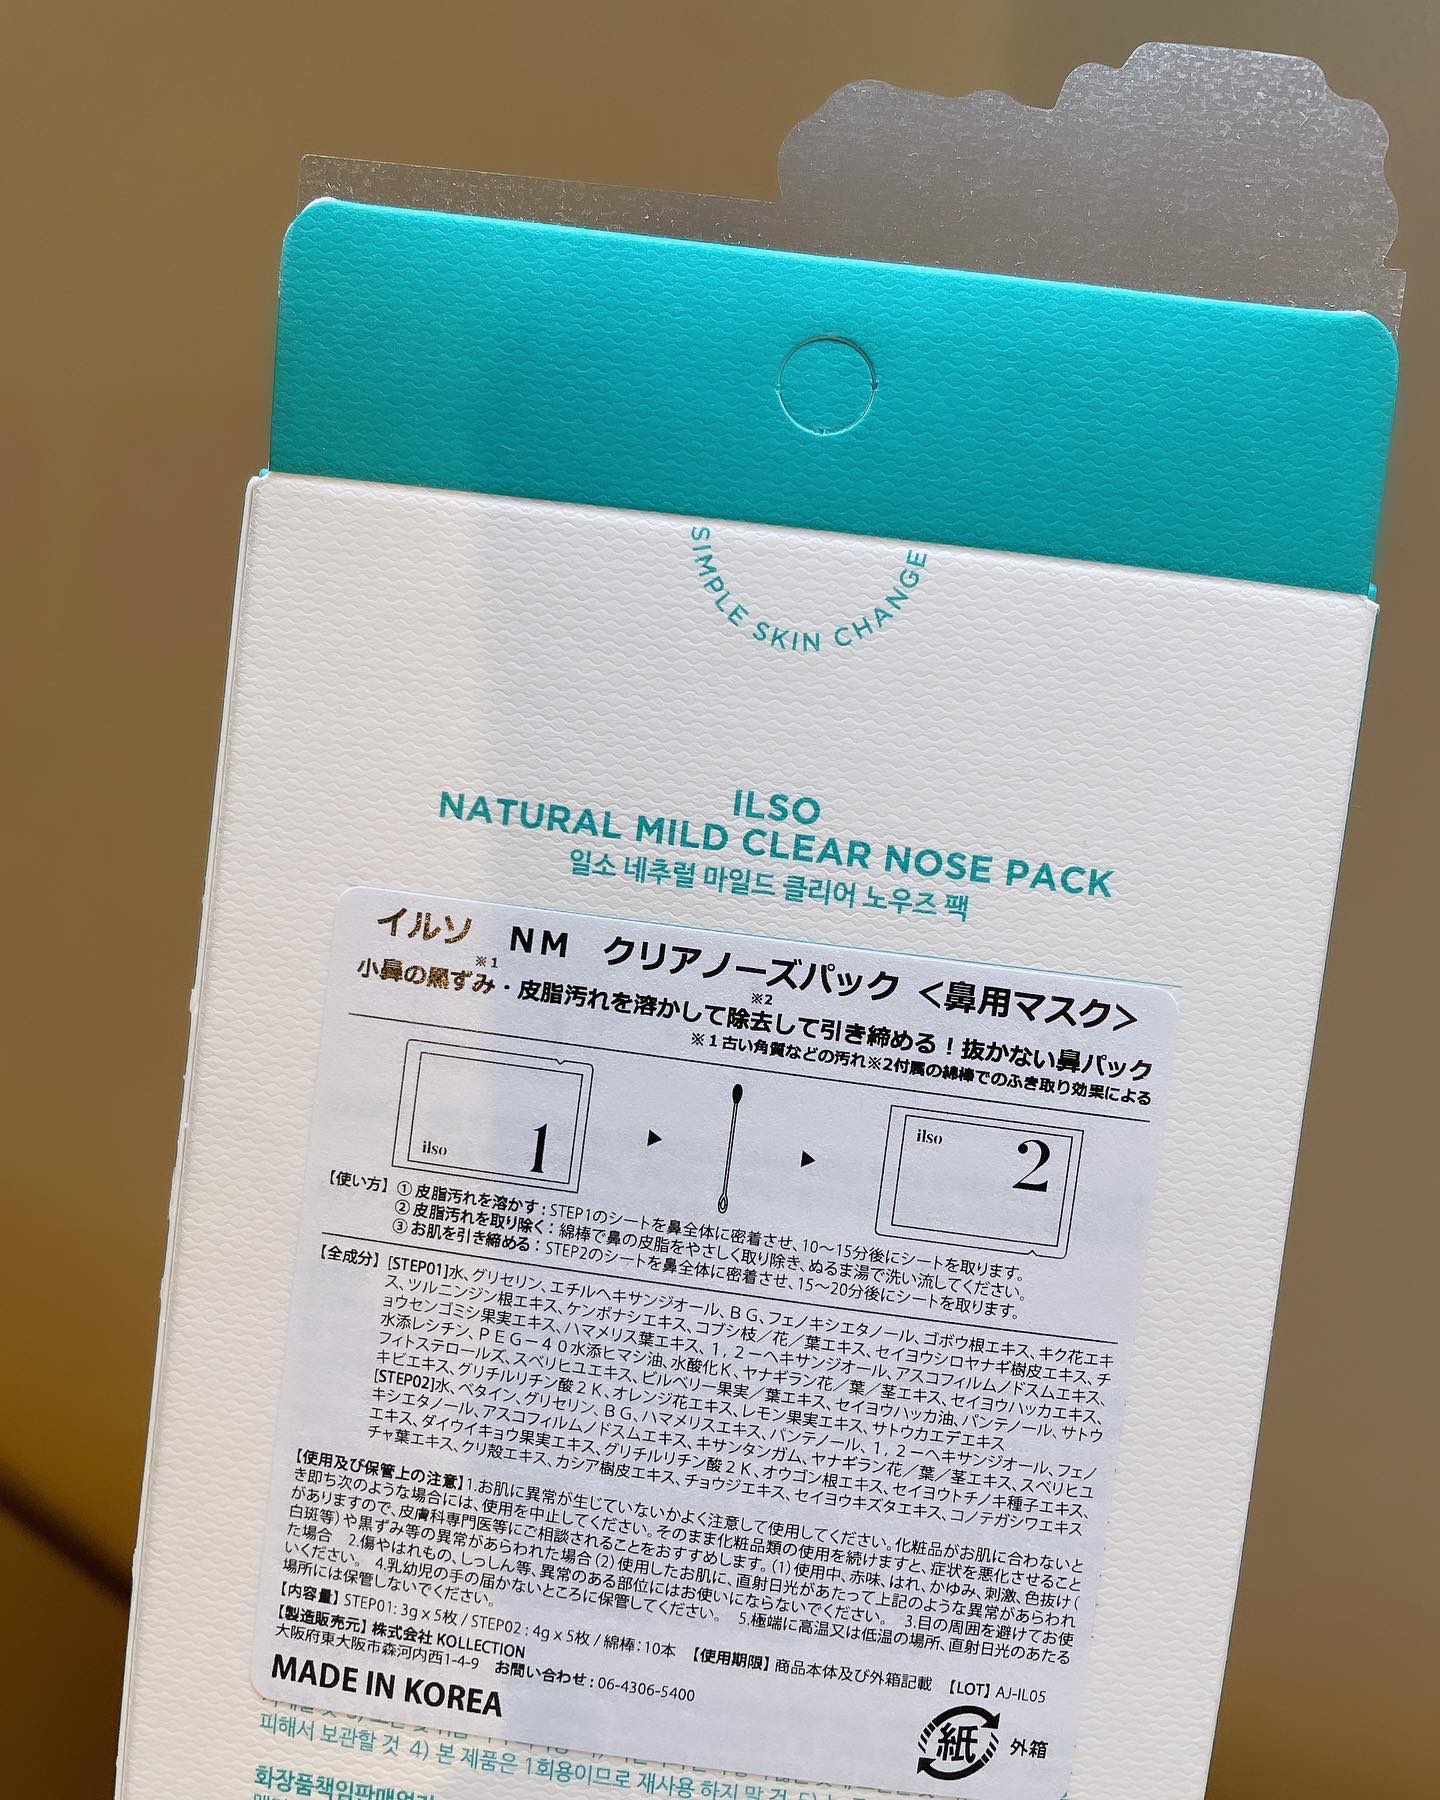 SIMPLE SKIN CHANGE
ILSO
NATURAL MILD CLEAR NOSE PACK
일소 네추럴 마일드 클리어 노우즈 팩
イルソ NM クリアノーズパック <鼻用マスク>
小鼻の黒ずみ※1・皮脂汚れを溶かして除去※2して引き締める！抜かない鼻パック
※1古い角質などの汚れ※2付属の綿棒でのふき取り効果による
ilso 1
ilso 2
【使い方】①皮脂汚れを溶かす：STEP1のシートを鼻全体に密着させ、10～15分後にシートを取ります。
②皮脂汚れを取り除く：綿棒で鼻の皮脂をやさしく取り除き、ぬるま湯で洗い流してください。
③お肌を引き締める：STEP2のシートを鼻全体に密着させ、15～20分後にシートを取ります。
【全成分】[STEP01]水、グリセリン、エチルヘキサンジオール、BG、フェノキシエタノール、ゴボウ根エキス、キク花エキ
ス、ツルニンジン根エキス、ケンポナシエキス、コブシ枝／花／葉エキス、セイヨウシロヤナギ樹皮エキス、チ
ョウセンゴミシ果実エキス、ハマメリス葉エキス、1，2－ヘキサンジオール、アスコフィルムノドスムエキス、
水添レシチン、PEG－40水添ヒマシ油、水酸化K、ヤナギラン花／葉／茎エキス、セイヨウハッカエキス、
フィトステロールズ、スベリヒユエキス、ビルベリー果実／葉エキス、セイヨウハッカ油、パンテノール、サトウ
キビエキス、グリチルリチン酸2K、オレンジ花エキス、レモン果実エキス、サトウカエデエキス
[STEP02]水、ベタイン、グリセリン、BG、ハマメリスエキス、パンテノール、1，2－ヘキサンジオール、フェノ
キシエタノール、アスコフィルムノドスムエキス、キサンタンガム、ヤナギラン花／葉／茎エキス、スベリヒユ
エキス、ダイウイキョウ果実エキス、グリチルリチン酸2K、オウゴン根エキス、セイヨウトチノキ種子エキス、
チャ葉エキス、クリ殻エキス、カシア樹皮エキス、チョウジエキス、セイヨウキズタエキス、コノテガシワエキス
【使用及び保管上の注意】1.お肌に異常が生じていないかよく注意して使用してください。化粧品がお肌に合わないと
き即ち次のような場合には、使用を中止してください。そのまま化粧品類の使用を続けますと、症状を悪化させること
がありますので、皮膚科専門医等にご相談されることをおすすめします。(1)使用中、赤味、はれ、かゆみ、刺激、色抜け(
白斑等)や黒ずみ等の異常があらわれた場合(2)使用したお肌に、直射日光があたって上記のような異常があらわれ
た場合 2.傷やはれもの、しっしん等、異常のある部位にはお使いにならないでください。 3.目の周囲を避けてお使
いください。 4.乳幼児の手の届かないところに保管してください。 5.極端に高温又は低温の場所、直射日光のあたる
場所には保管しないでください。
【内容量】STEP01：3g×5枚/STEP02：4g×5枚/綿棒：10本 【使用期限】商品本体及び外箱記載 【LOT】AJ-IL05
【製造販売元】株式会社 KOLLECTION
大阪府東大阪市森河内西1-4-9 お問い合わせ：06-4306-5400
MADE IN KOREA
紙 外箱
피해서 보관할 것 4) 본 제품은 1회용이므로 재사용 하지 말 것